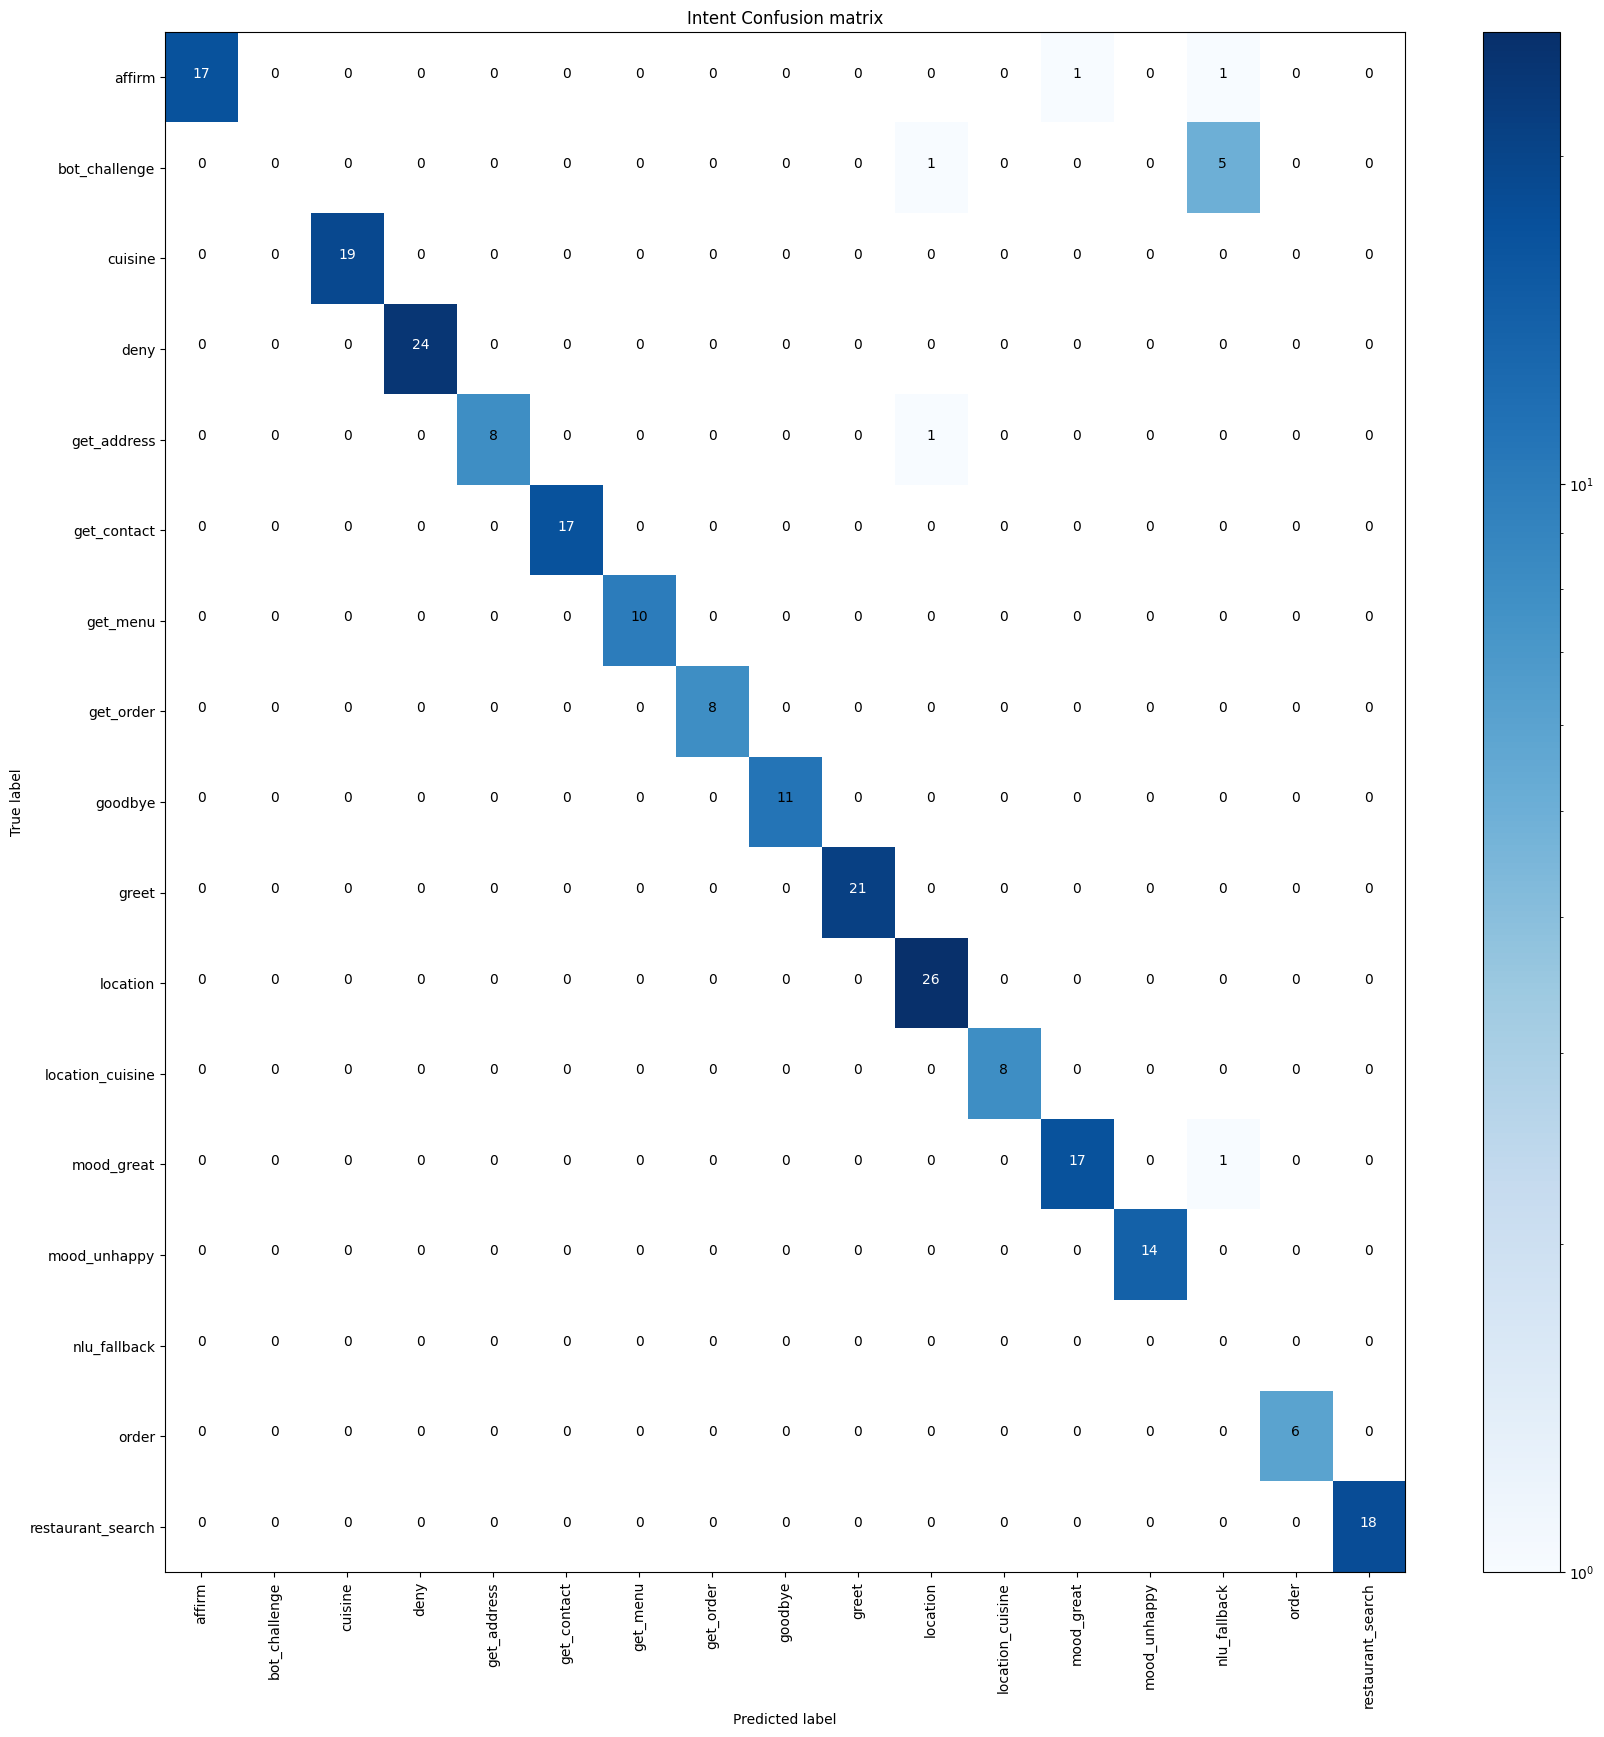 Intent Confusion matrix
affirm 17 0 0 0 0 0 0 0 0 0 0 0 1 0 1 0 0
bot_challenge 0 0 0 0 0 0 0 0 0 0 1 0 0 0 5 0 0
cuisine 0 0 19 0 0 0 0 0 0 0 0 0 0 0 0 0 0
deny 0 0 0 24 0 0 0 0 0 0 0 0 0 0 0 0 0
get_address 0 0 0 0 8 0 0 0 0 0 1 0 0 0 0 0 0
get_contact 0 0 0 0 0 17 0 0 0 0 0 0 0 0 0 0 0
get_menu 0 0 0 0 0 0 10 0 0 0 0 0 0 0 0 0 0
get_order 0 0 0 0 0 0 0 8 0 0 0 0 0 0 0 0 0
goodbye 0 0 0 0 0 0 0 0 11 0 0 0 0 0 0 0 0
greet 0 0 0 0 0 0 0 0 0 21 0 0 0 0 0 0 0
location 0 0 0 0 0 0 0 0 0 0 26 0 0 0 0 0 0
location_cuisine 0 0 0 0 0 0 0 0 0 0 0 8 0 0 0 0 0
mood_great 0 0 0 0 0 0 0 0 0 0 0 0 17 0 1 0 0
mood_unhappy 0 0 0 0 0 0 0 0 0 0 0 0 0 14 0 0 0
nlu_fallback 0 0 0 0 0 0 0 0 0 0 0 0 0 0 0 0 0
order 0 0 0 0 0 0 0 0 0 0 0 0 0 0 0 6 0
restaurant_search 0 0 0 0 0 0 0 0 0 0 0 0 0 0 0 0 18
True label
affirm
bot_challenge
cuisine
deny
get_address
get_contact
get_menu
get_order
goodbye
greet
location
location_cuisine
mood_great
mood_unhappy
nlu_fallback
order
restaurant_search
Predicted label
10¹
10⁰